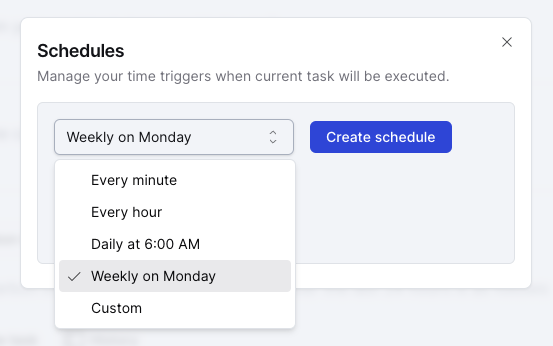 Schedules
Manage your time triggers when current task will be executed.
Weekly on Monday
Create schedule
Every minute
Every hour
Daily at 6:00 AM
Weekly on Monday
Custom